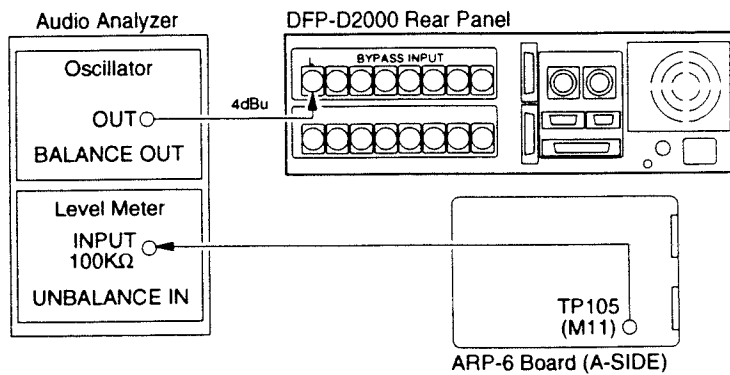 Audio Analyzer
Oscillator
OUT
BALANCE OUT
Level Meter
INPUT
100KΩ
UNBALANCE IN
4dBu
DFP-D2000 Rear Panel
BYPASS INPUT
L
TP105
(M11)
ARP-6 Board (A-SIDE)